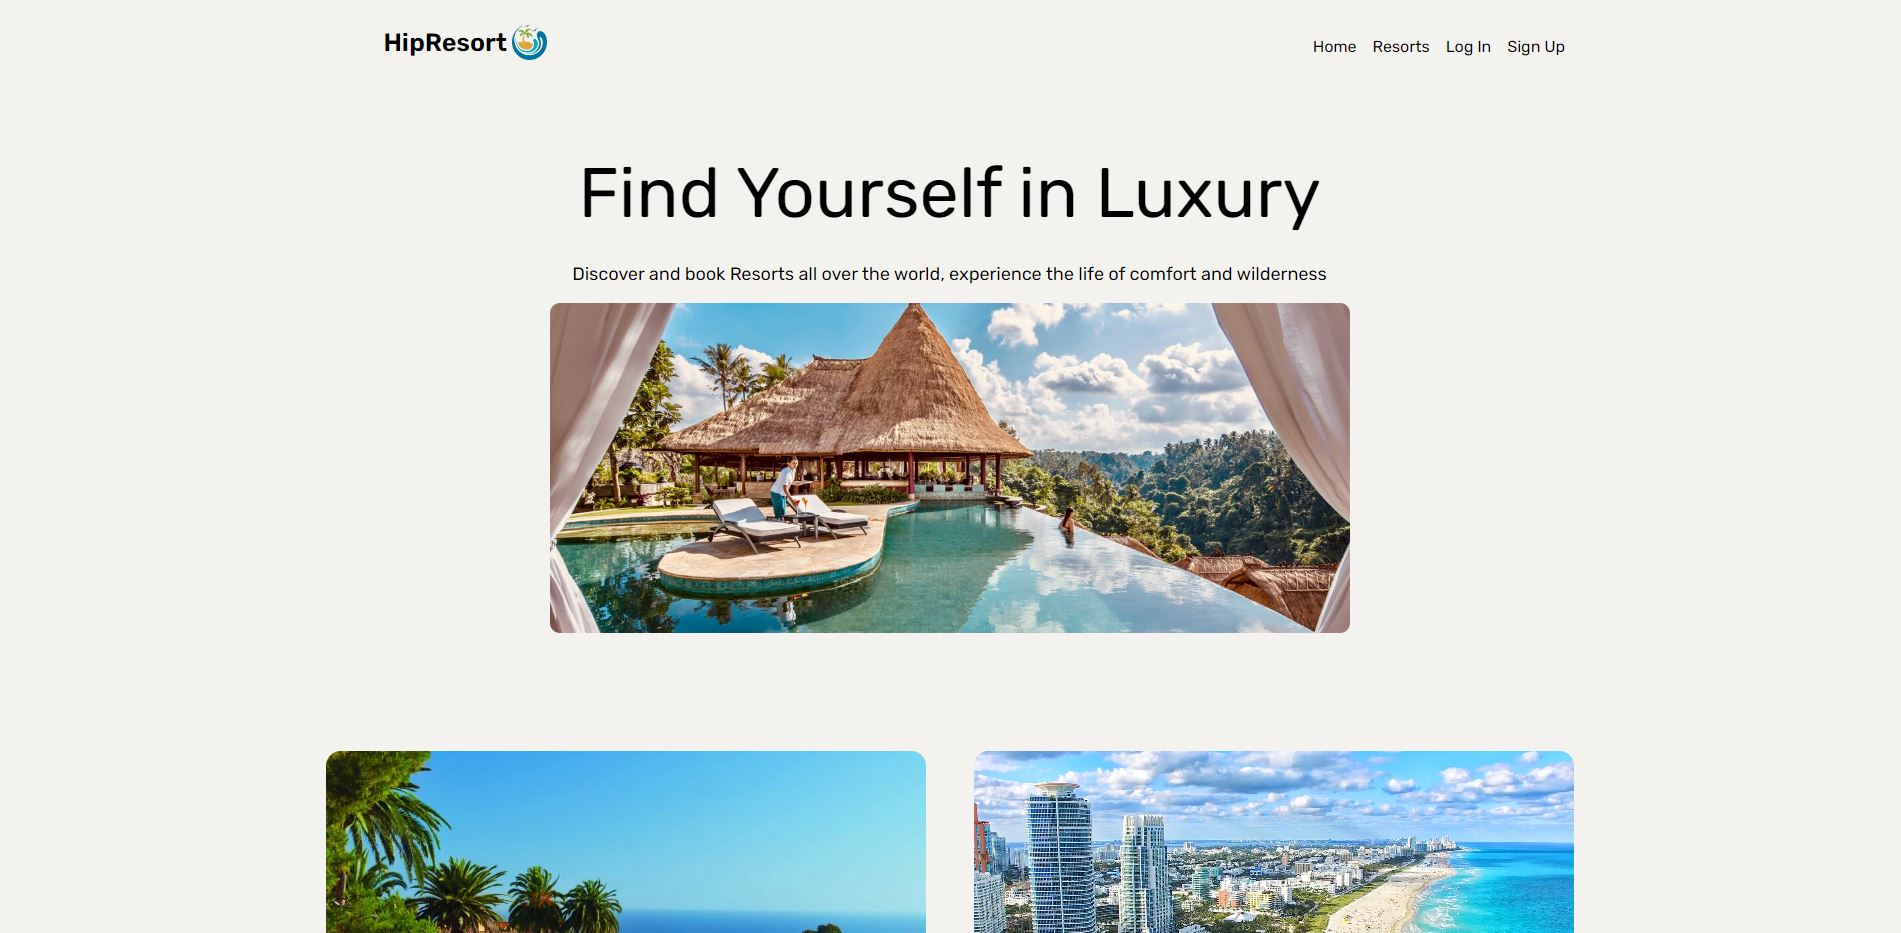 HipResort
Home Resorts Log In Sign Up
Find Yourself in Luxury
Discover and book Resorts all over the world, experience the life of comfort and wilderness